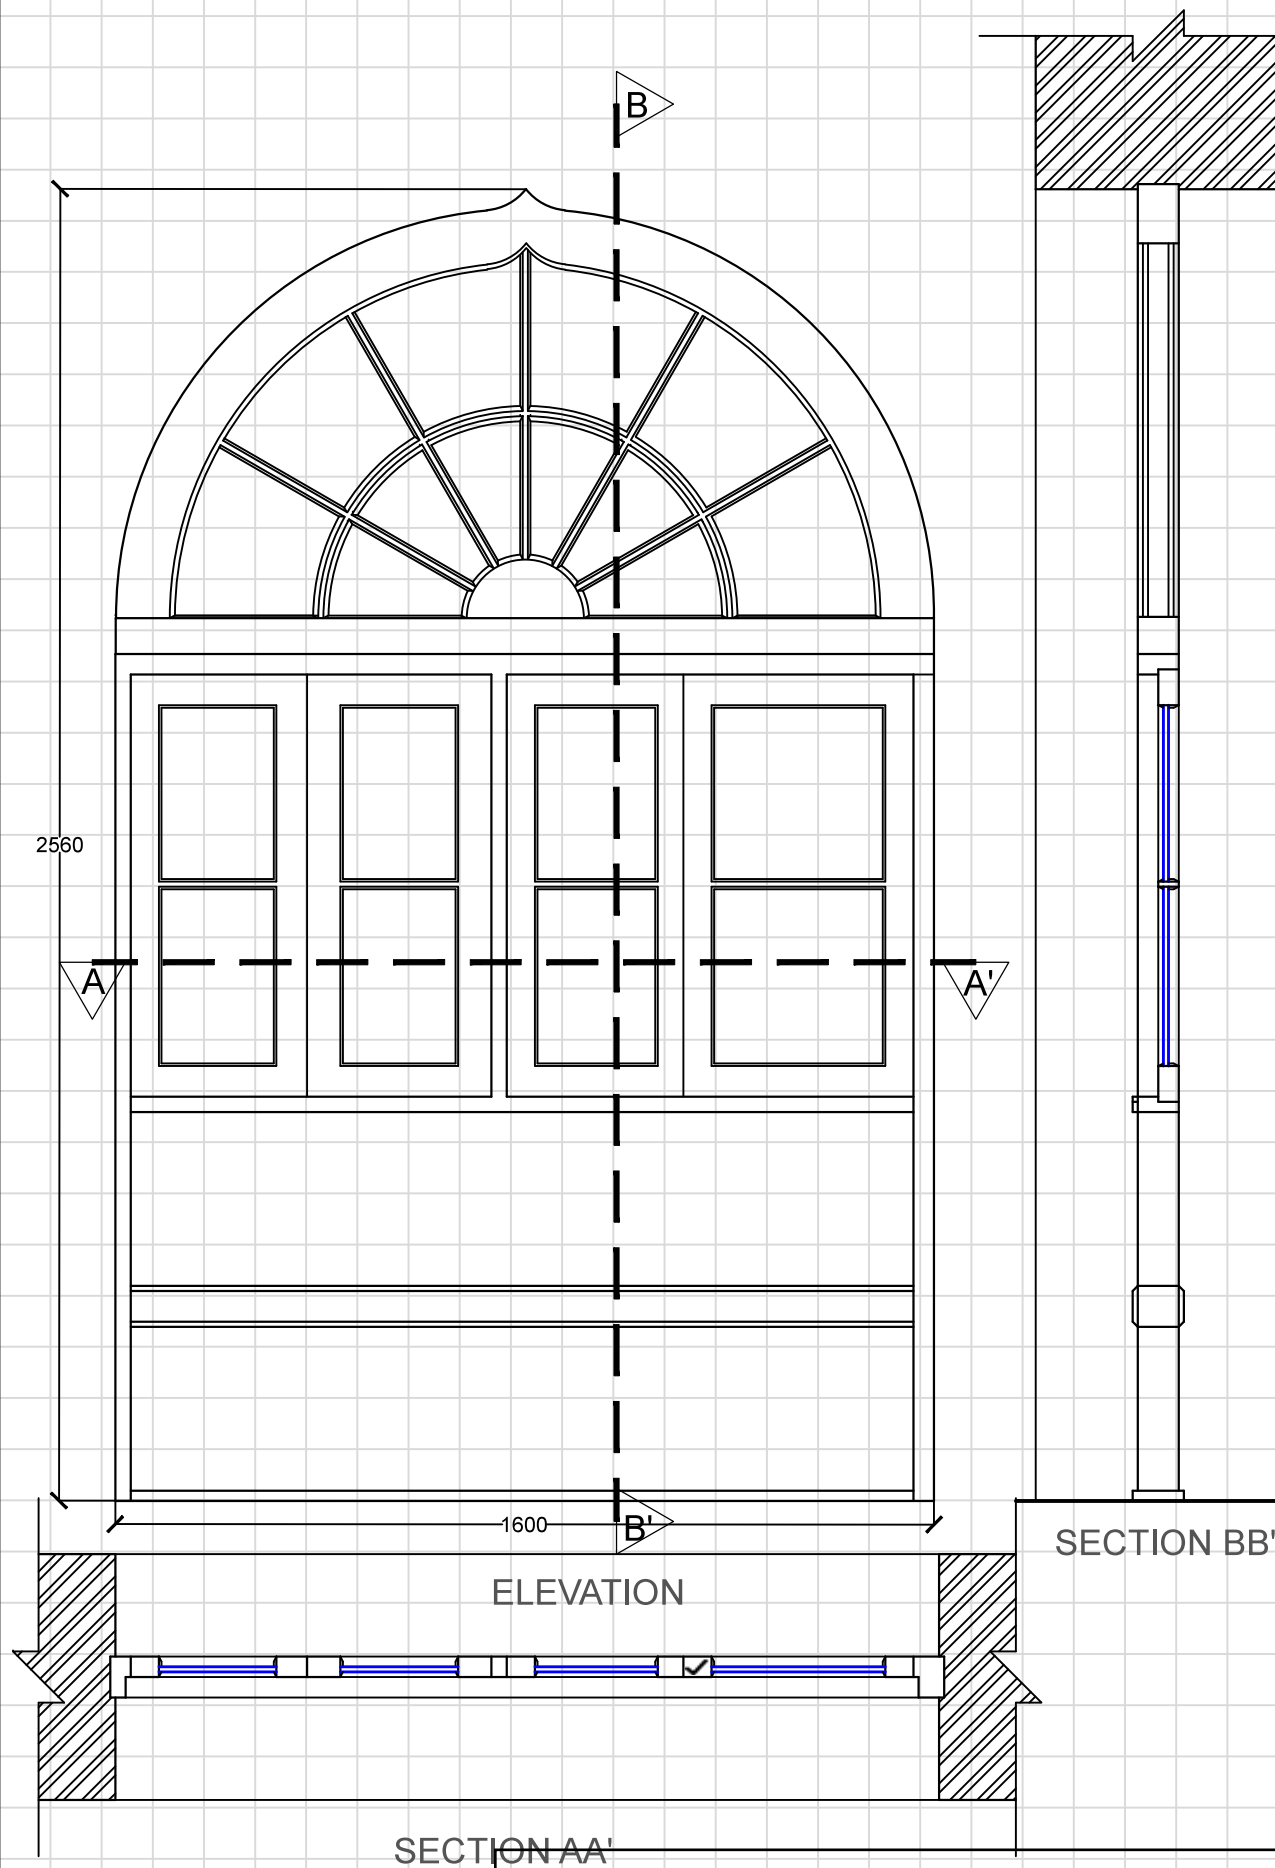 B
2560
A
A'
1600
B'
SECTION BB'
ELEVATION
SECTION AA'